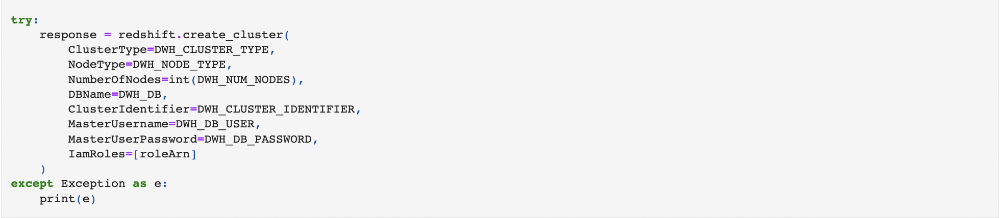 try:
    response = redshift.create_cluster(
        ClusterType=DWH_CLUSTER_TYPE,
        NodeType=DWH_NODE_TYPE,
        NumberOfNodes=int(DWH_NUM_NODES),
        DBName=DWH_DB,
        ClusterIdentifier=DWH_CLUSTER_IDENTIFIER,
        MasterUsername=DWH_DB_USER,
        MasterUserPassword=DWH_DB_PASSWORD,
        IamRoles=[roleArn]
    )
except Exception as e:
    print(e)